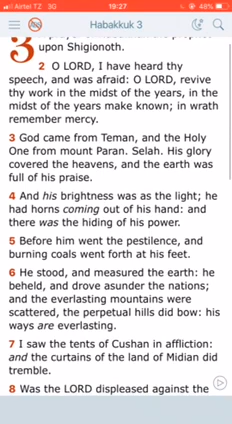 Airtel TZ 3G 19:27 48%
Habakkuk 3
3
upon Shigionoth.
2 O LORD, I have heard thy
speech, and was afraid: O LORD, revive
thy work in the midst of the years, in the
midst of the years make known; in wrath
remember mercy.
3 God came from Teman, and the Holy
One from mount Paran. Selah. His glory
covered the heavens, and the earth was
full of his praise.
4 And his brightness was as the light; he
had horns coming out of his hand: and
there was the hiding of his power.
5 Before him went the pestilence, and
burning coals went forth at his feet.
6 He stood, and measured the earth: he
beheld, and drove asunder the nations;
and the everlasting mountains were
scattered, the perpetual hills did bow: his
ways are everlasting.
7 I saw the tents of Cushan in affliction:
and the curtains of the land of Midian did
tremble.
8 Was the LORD displeased against the